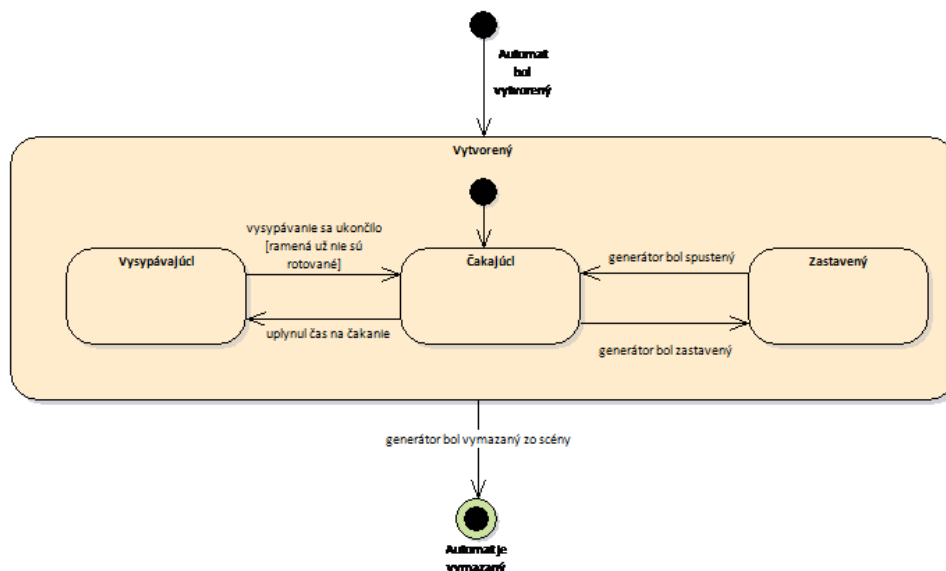 Automat
bol
vytvorený
Vytvorený
vysypávanie sa ukončilo
[ramená už nie sú
rotované]
Vysypávajúci
Čakajúci
generátor bol spustený
Zastavený
uplynul čas na čakanie
generátor bol zastavený
generátor bol vymazaný zo scény
Automat je
vymazaný